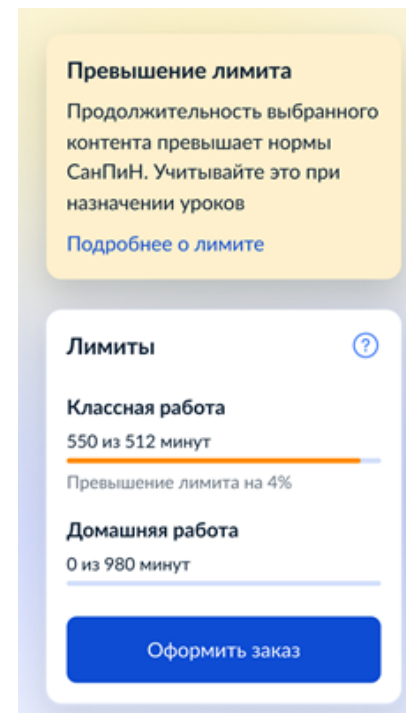 Превышение лимита
Продолжительность выбранного
контента превышает нормы
СанПиН. Учитывайте это при
назначении уроков
Подробнее о лимите
Лимиты
?
Классная работа
550 из 512 минут
Превышение лимита на 4%
Домашняя работа
0 из 980 минут
Оформить заказ